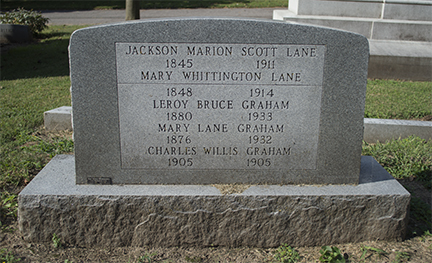 JACKSON MARION SCOTT LANE
1845 1911
MARY WHITTINGTON LANE
1848 1914
LEROY BRUCE GRAHAM
1880 1933
MARY LANE GRAHAM
1876 1932
CHARLES WILLIS GRAHAM
1905 1905